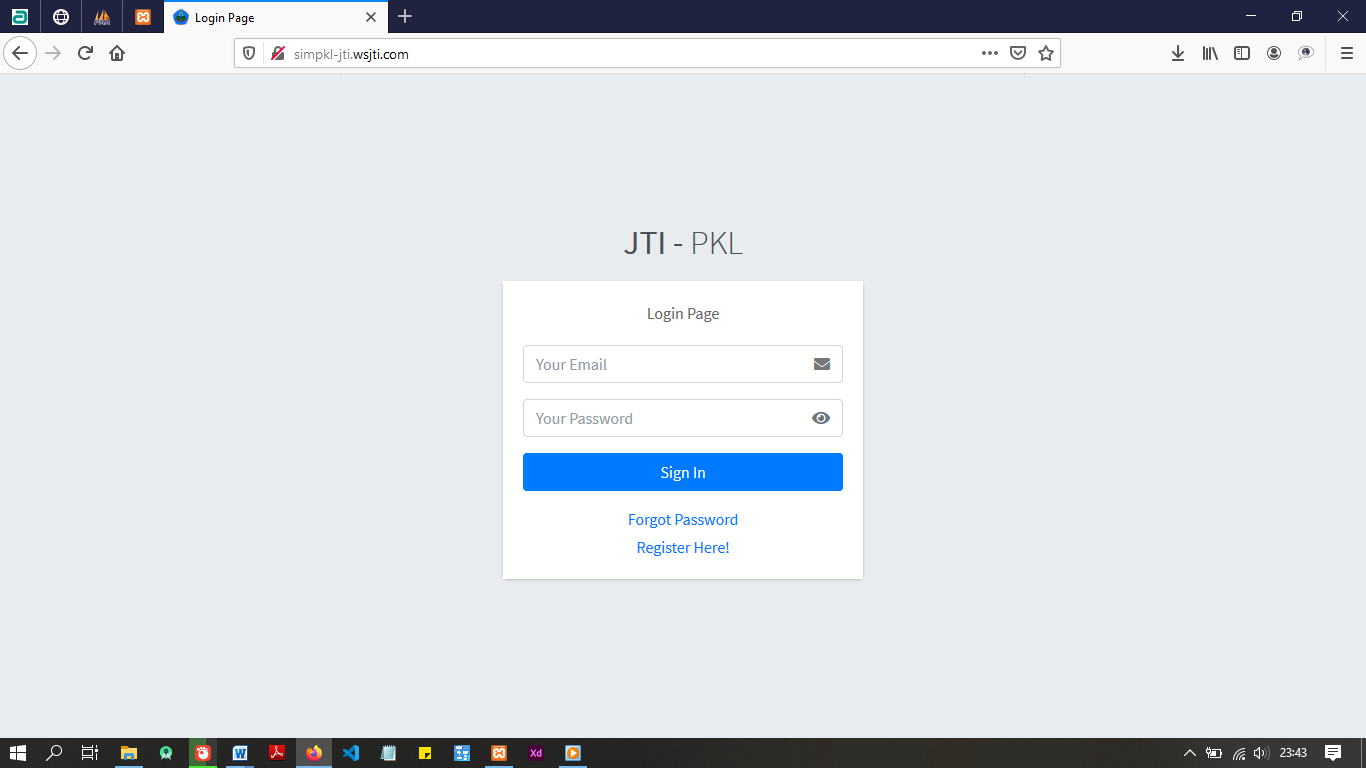 Login Page
simpkl-jti.wsjti.com
JTI - PKL
Login Page
Your Email
Your Password
Sign In
Forgot Password
Register Here!
Xd
23:43